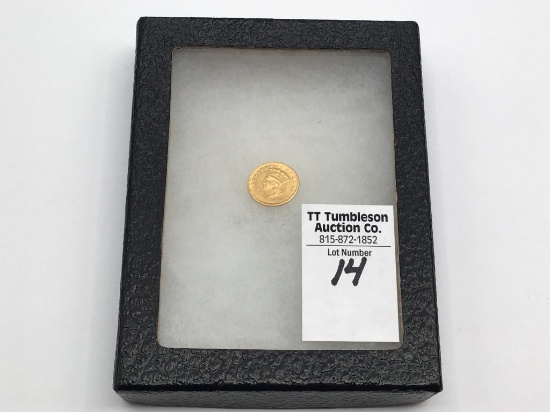 TT Tumbleson
Auction Co.
815-872-1852
Lot Number
14